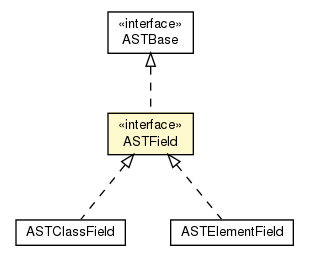 «interface»
ASTBase
«interface»
ASTField
ASTClassField
ASTElementField